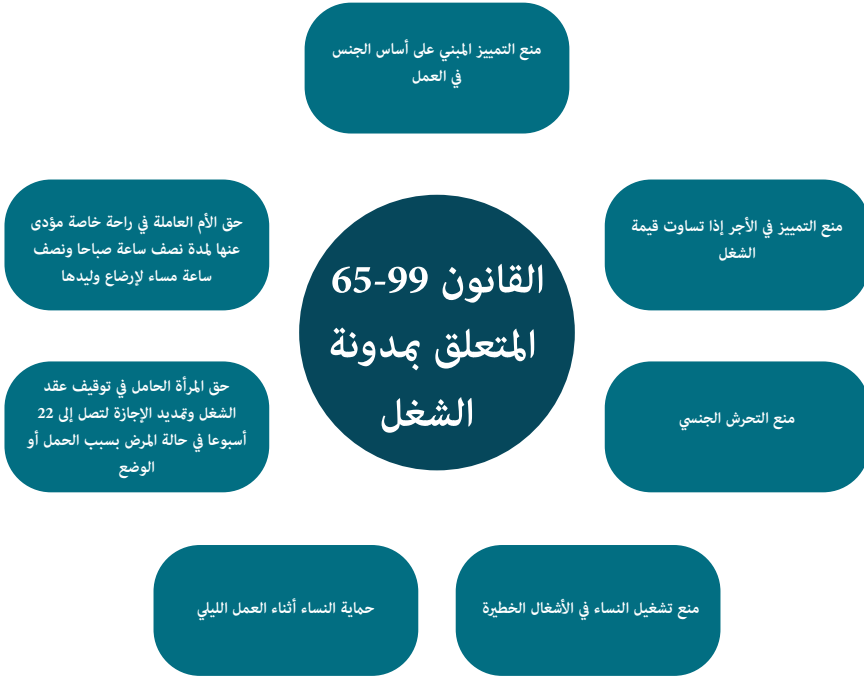 منع التمييز المبني على أساس الجنس
في العمل
منع التمييز في الأجر إذا تساوت قيمة
الشغل
منع التحرش الجنسي
منع تشغيل النساء في الأشغال الخطيرة
حماية النساء أثناء العمل الليلي
حق المرأة الحامل في توقيف عقد
الشغل وتمديد الإجازة لتصل إلى 22
أسبوعا في حالة المرض بسبب الحمل أو
الوضع
حق الأم العاملة في راحة خاصة مؤدى
عنها لمدة نصف ساعة صباحا ونصف
ساعة مساء لإرضاع وليدها
القانون 99-65
المتعلق بمدونة
الشغل